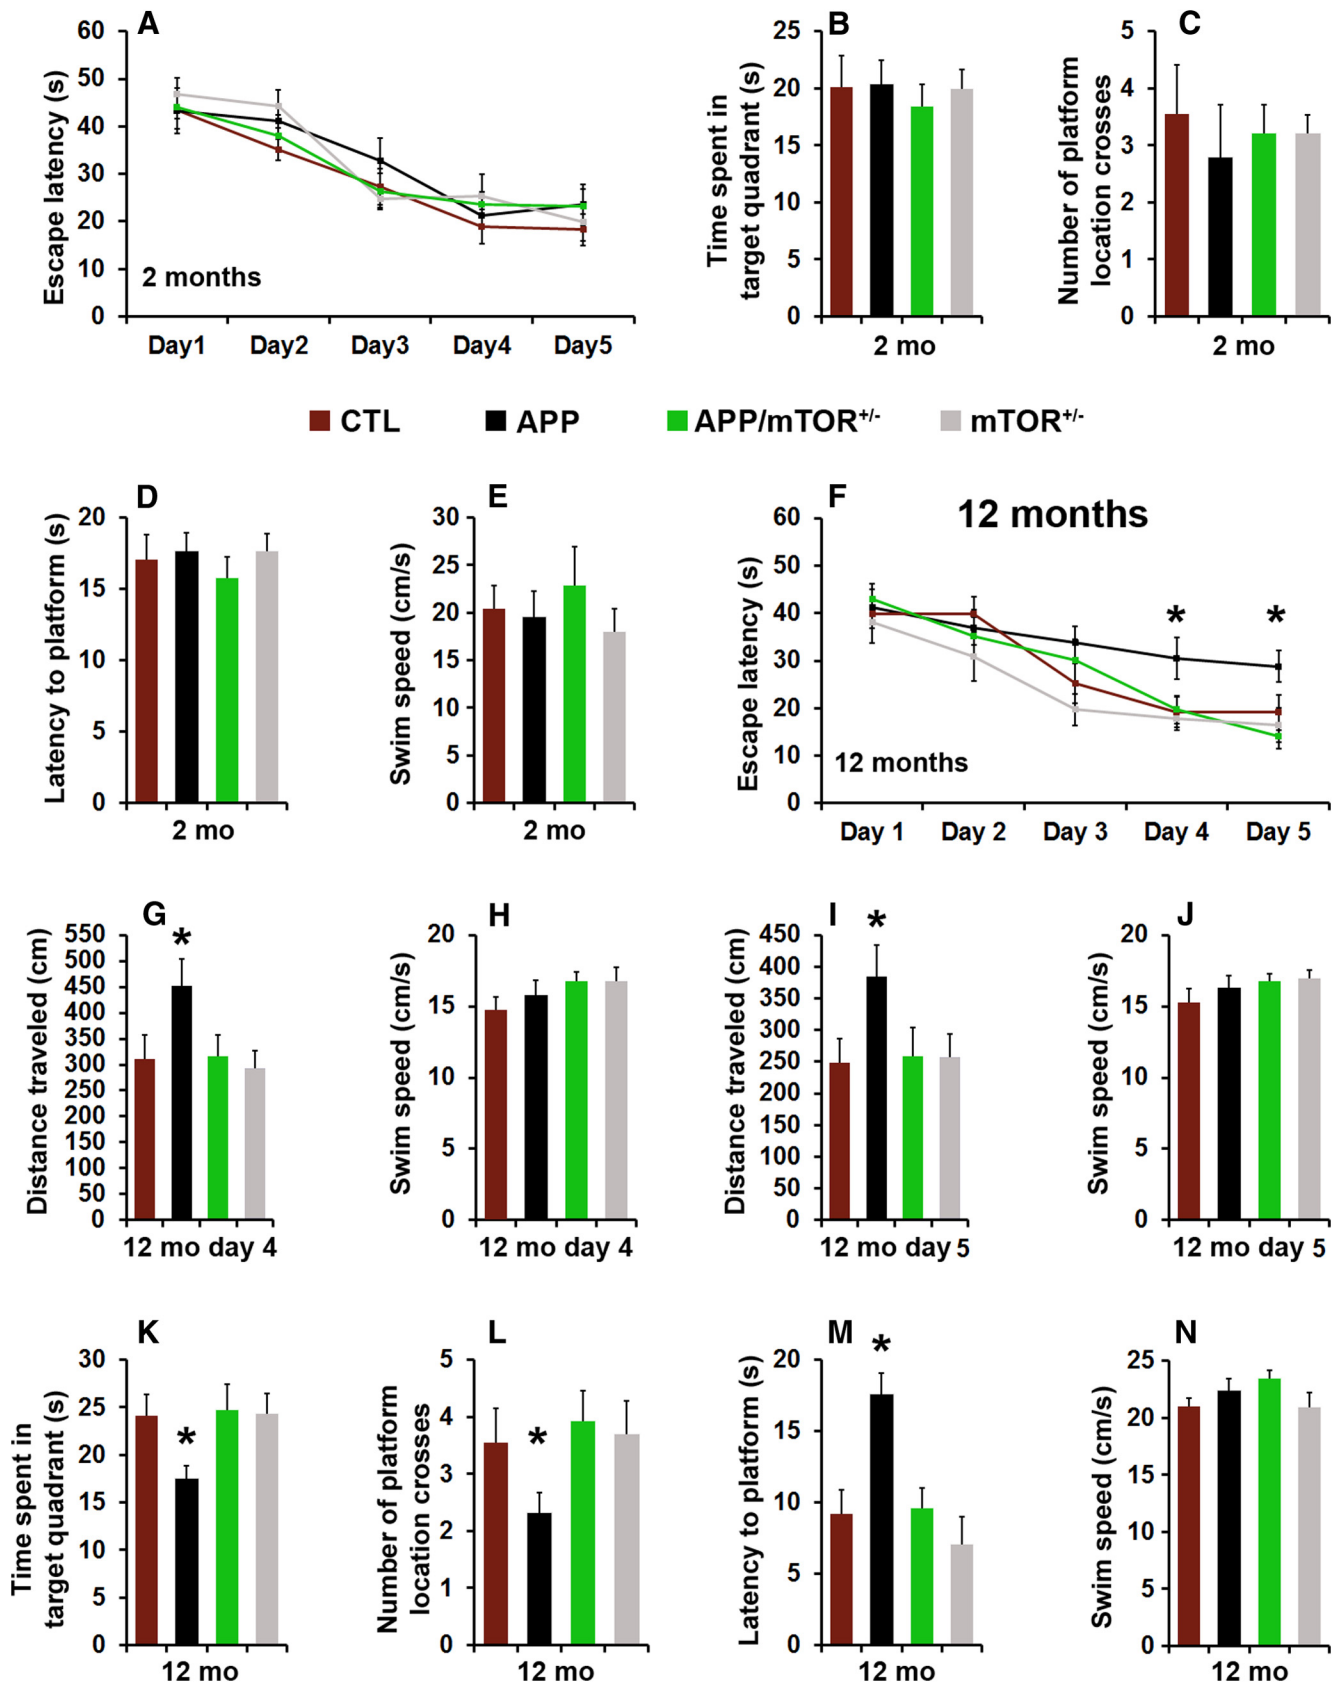 A
Escape latency (s)
60
50
40
30
20
10
0
2 months
Day1 Day2 Day3 Day4 Day5
B
Time spent in
target quadrant (s)
25
20
15
10
5
0
2 mo
C
Number of platform
location crosses
5
4
3
2
1
0
2 mo
CTL APP APP/mTOR+/- mTOR+/-
D
Latency to platform (s)
20
15
10
5
0
2 mo
E
Swim speed (cm/s)
30
25
20
15
10
5
0
2 mo
F
12 months
Escape latency (s)
60
50
40
30
20
10
0
* *
12 months
Day 1 Day 2 Day 3 Day 4 Day 5
G
Distance traveled (cm)
550
500
450
400
350
300
250
200
150
100
50
0
*
12 mo day 4
H
Swim speed (cm/s)
20
15
10
5
0
12 mo day 4
I
Distance traveled (cm)
450
400
350
300
250
200
150
100
50
0
*
12 mo day 5
J
Swim speed (cm/s)
20
15
10
5
0
12 mo day 5
K
Time spent in
target quadrant (s)
30
25
20
15
10
5
0
*
12 mo
L
Number of platform
location crosses
5
4
3
2
1
0
*
12 mo
M
Latency to platform (s)
20
15
10
5
0
*
12 mo
N
Swim speed (cm/s)
25
20
15
10
5
0
12 mo